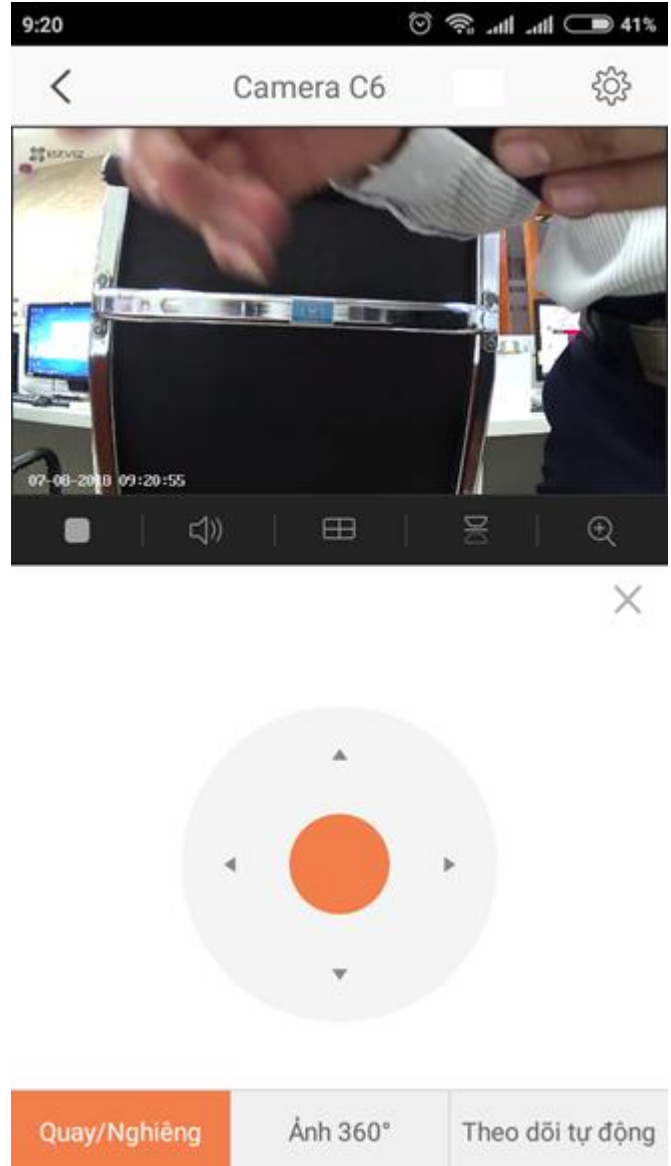 9:20 41%
Camera C6
EZVIZ
07-08-2018 09:20:55
Quay/Nghiêng Ảnh 360° Theo dõi tự động